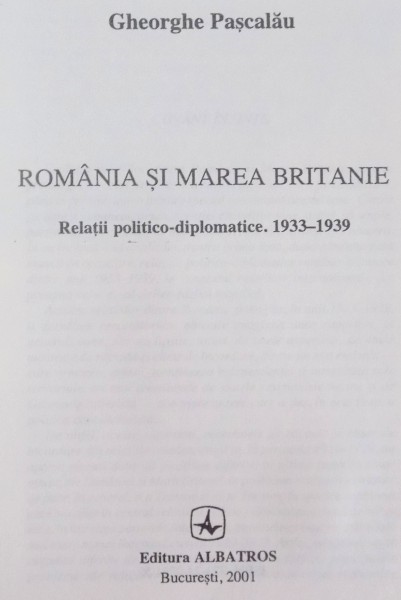 Gheorghe Pașcalău
ROMÂNIA ȘI MAREA BRITANIE
Relații politico-diplomatice. 1933–1939
Editura ALBATROS
București, 2001